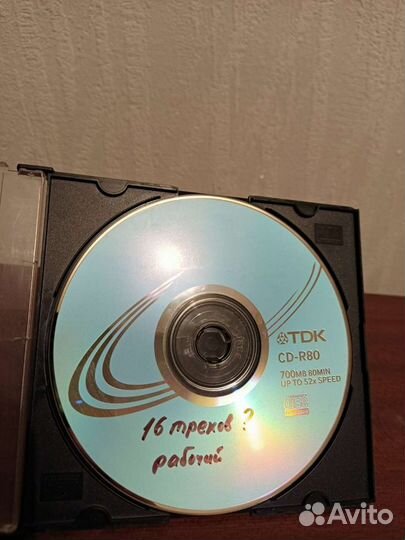 TDK
CD-R80
700MB 80MIN
UP TO 52x SPEED
16 треков ?
рабочий
Avito